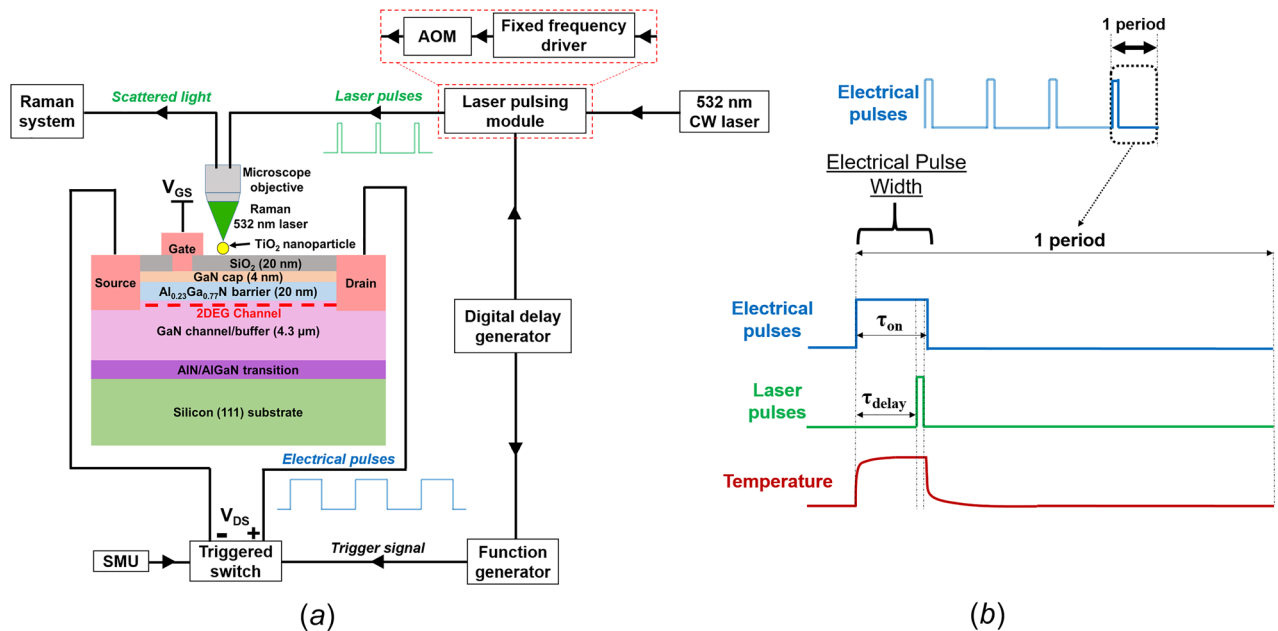 AOM
Fixed frequency
driver
Raman
system
Scattered light
Laser pulses
Laser pulsing
module
532 nm
CW laser
Microscope
objective
V_GS
Raman
532 nm laser
TiO₂ nanoparticle
Gate
Source
SiO₂ (20 nm)
GaN cap (4 nm)
Al₀.₂₃Ga₀.₇₇N barrier (20 nm)
2DEG Channel
GaN channel/buffer (4.3 μm)
AlN/AlGaN transition
Silicon (111) substrate
Drain
Digital delay
generator
Electrical pulses
V_DS
- +
SMU
Triggered
switch
Trigger signal
Function
generator
(a)
1 period
Electrical
pulses
Electrical Pulse
Width
1 period
Electrical
pulses
τ_on
Laser
pulses
τ_delay
Temperature
(b)